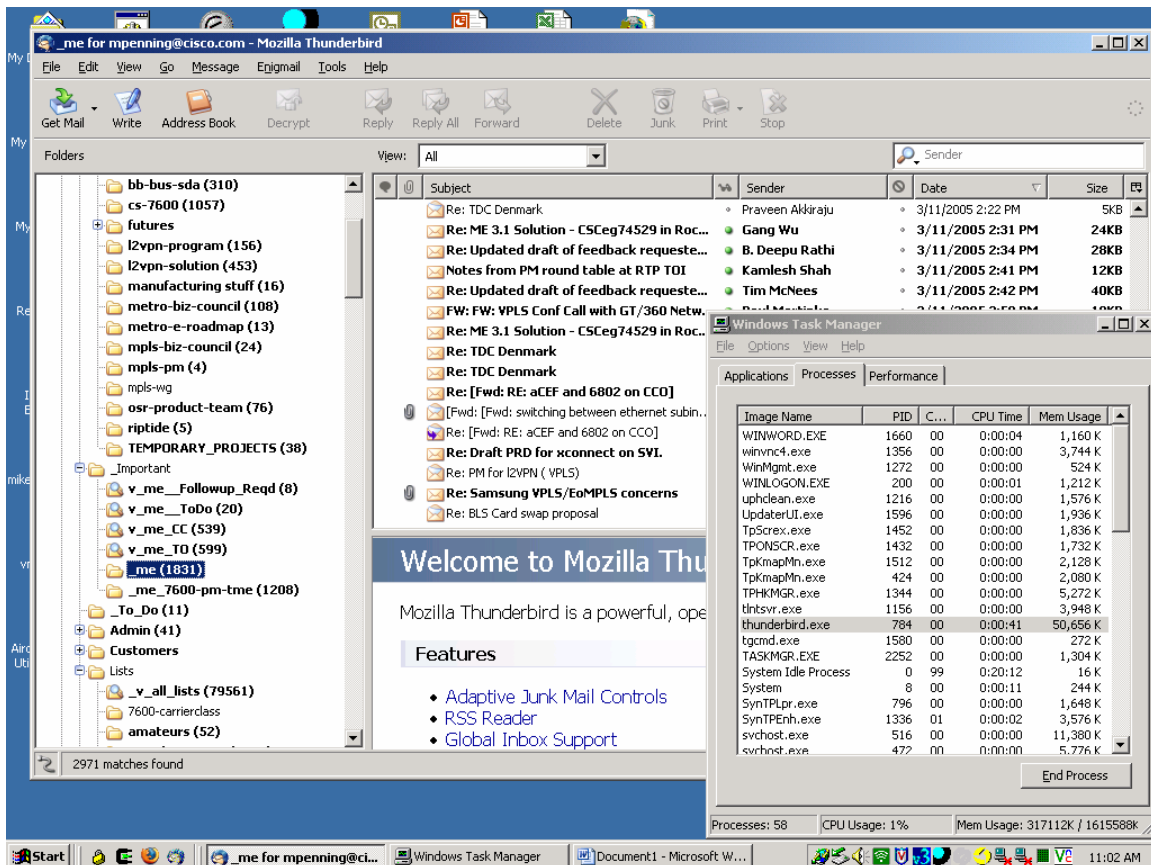 My D
My
My
Re
I
E
mike
vr
Airc
Uti
_me for mpenning@cisco.com - Mozilla Thunderbird
File Edit View Go Message Enigmail Tools Help
Get Mail Write Address Book Decrypt Reply Reply All Forward Delete Junk Print Stop
Folders
View: All
Sender
bb-bus-sda (310)
cs-7600 (1057)
futures
l2vpn-program (156)
l2vpn-solution (453)
manufacturing stuff (16)
metro-biz-council (108)
metro-e-roadmap (13)
mpls-biz-council (24)
mpls-pm (4)
mpls-wg
osr-product-team (76)
riptide (5)
TEMPORARY_PROJECTS (38)
_Important
v_me__Followup_Reqd (8)
v_me__ToDo (20)
v_me_CC (539)
v_me_TO (599)
_me (1831)
_me_7600-pm-tme (1208)
_To_Do (11)
Admin (41)
Customers
Lists
_v_all_lists (79561)
7600-carrierclass
amateurs (52)
Subject Sender Date Size
Re: TDC Denmark Praveen Akkiraju 3/11/2005 2:22 PM 5KB
Re: ME 3.1 Solution - CSCeg74529 in Roc... Gang Wu 3/11/2005 2:31 PM 24KB
Re: Updated draft of feedback requeste... B. Deepu Rathi 3/11/2005 2:34 PM 28KB
Notes from PM round table at RTP TOI Kamlesh Shah 3/11/2005 2:41 PM 12KB
Re: Updated draft of feedback requeste... Tim McNees 3/11/2005 2:42 PM 40KB
FW: FW: VPLS Conf Call with GT/360 Netw.
Re: ME 3.1 Solution - CSCeg74529 in Roc..
Re: TDC Denmark
Re: TDC Denmark
Re: [Fwd: RE: aCEF and 6802 on CCO]
[Fwd: [Fwd: switching between ethernet subin..
Re: [Fwd: RE: aCEF and 6802 on CCO]
Re: Draft PRD for xconnect on SVI.
Re: PM for l2VPN ( VPLS)
Re: Samsung VPLS/EoMPLS concerns
Re: BLS Card swap proposal
Welcome to Mozilla Thu
Mozilla Thunderbird is a powerful, ope
Features
Adaptive Junk Mail Controls
RSS Reader
Global Inbox Support
2971 matches found
Windows Task Manager
File Options View Help
Applications Processes Performance
Image Name PID C... CPU Time Mem Usage
WINWORD.EXE 1660 00 0:00:04 1,160 K
winvnc4.exe 1356 00 0:00:00 3,744 K
WinMgmt.exe 1272 00 0:00:00 524 K
WINLOGON.EXE 200 00 0:00:01 1,212 K
uphclean.exe 1216 00 0:00:00 1,576 K
UpdaterUI.exe 1596 00 0:00:00 1,936 K
TpScrex.exe 1452 00 0:00:00 1,836 K
TPONSCR.exe 1432 00 0:00:00 1,732 K
TpKmapMn.exe 1512 00 0:00:00 2,128 K
TpKmapMn.exe 424 00 0:00:00 2,080 K
TPHKMGR.exe 1344 00 0:00:00 5,272 K
tlntsvr.exe 1156 00 0:00:00 3,948 K
thunderbird.exe 784 00 0:00:41 50,656 K
tgcmd.exe 1580 00 0:00:00 272 K
TASKMGR.EXE 2252 00 0:00:00 1,304 K
System Idle Process 0 99 0:20:12 16 K
System 8 00 0:00:11 244 K
SynTPLpr.exe 796 00 0:00:00 1,648 K
SynTPEnh.exe 1336 01 0:00:02 3,576 K
svchost.exe 516 00 0:00:00 11,380 K
svchost.exe 472 00 0:00:00 5,776 K
End Process
Processes: 58 CPU Usage: 1% Mem Usage: 317112K / 1615588K
Start _me for mpenning@ci... Windows Task Manager Document1 - Microsoft W... 11:02 AM